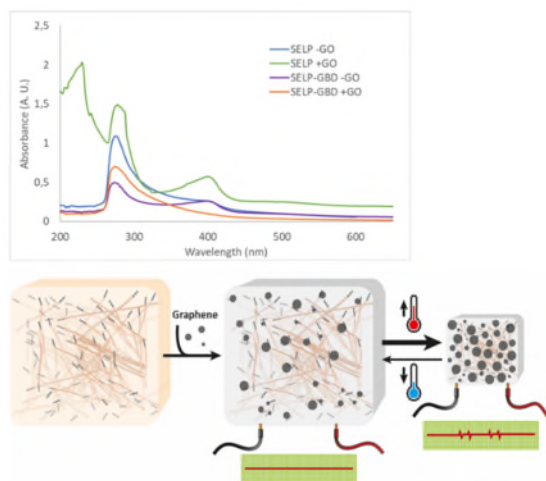 2,5
2
1,5
1
0,5
0
Absorbance (A. U.)
SELP -GO
SELP +GO
SELP-GBD -GO
SELP-GBD +GO
200
300
400
500
600
Wavelength (nm)
Graphene